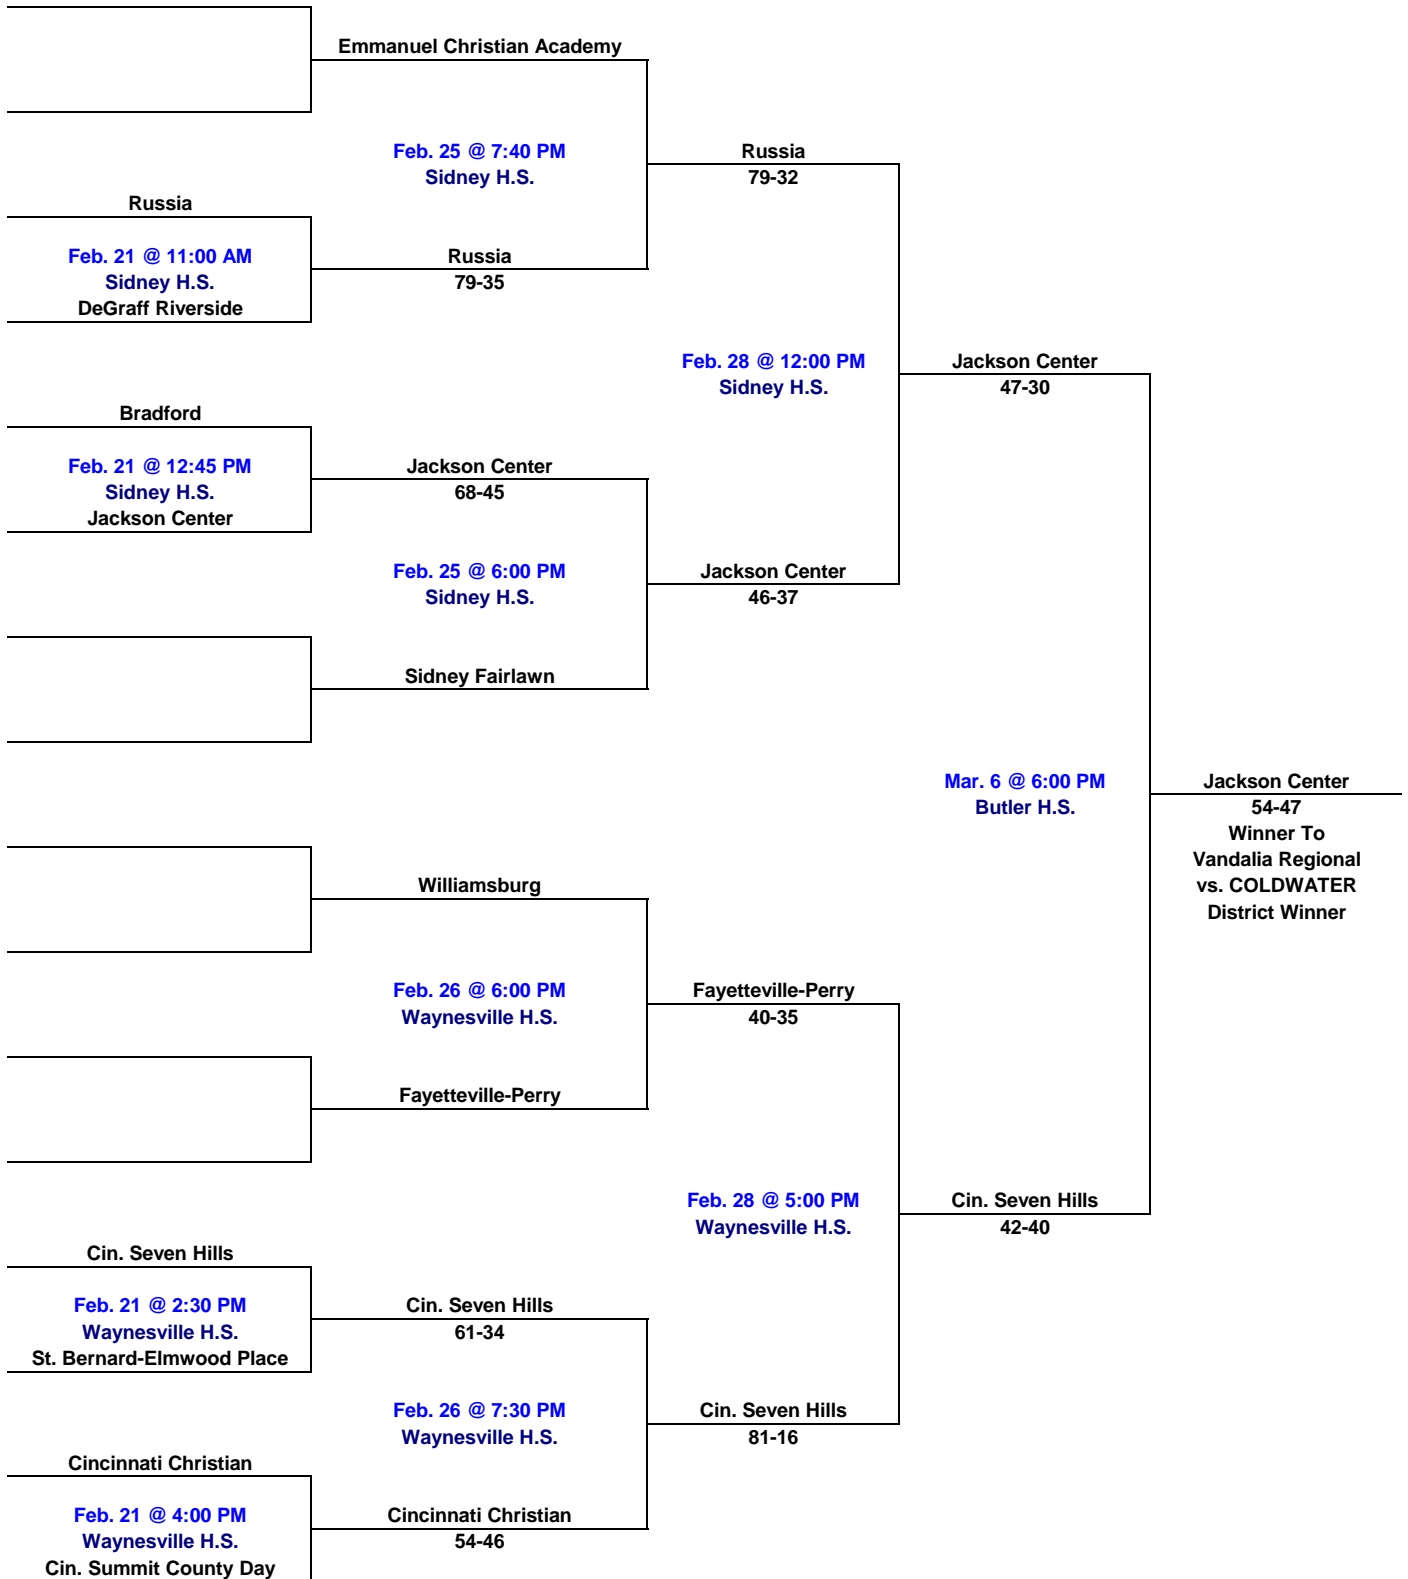 Emmanuel Christian Academy
Feb. 25 @ 7:40 PM
Sidney H.S.
Russia
79-32
Russia
Feb. 21 @ 11:00 AM
Sidney H.S.
DeGraff Riverside
Russia
79-35
Feb. 28 @ 12:00 PM
Sidney H.S.
Jackson Center
47-30
Bradford
Feb. 21 @ 12:45 PM
Sidney H.S.
Jackson Center
Jackson Center
68-45
Feb. 25 @ 6:00 PM
Sidney H.S.
Jackson Center
46-37
Sidney Fairlawn
Mar. 6 @ 6:00 PM
Butler H.S.
Jackson Center
54-47
Winner To
Vandalia Regional
vs. COLDWATER
District Winner
Williamsburg
Feb. 26 @ 6:00 PM
Waynesville H.S.
Fayetteville-Perry
40-35
Fayetteville-Perry
Feb. 28 @ 5:00 PM
Waynesville H.S.
Cin. Seven Hills
42-40
Cin. Seven Hills
Feb. 21 @ 2:30 PM
Waynesville H.S.
St. Bernard-Elmwood Place
Cin. Seven Hills
61-34
Feb. 26 @ 7:30 PM
Waynesville H.S.
Cin. Seven Hills
81-16
Cincinnati Christian
Feb. 21 @ 4:00 PM
Waynesville H.S.
Cin. Summit County Day
Cincinnati Christian
54-46